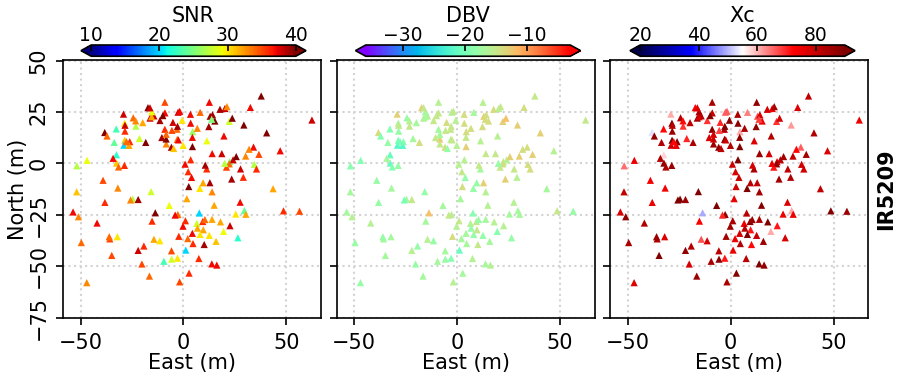 SNR DBV Xc
10 20 30 40 −30 −20 −10 20 40 60 80
50
25
0
−25
−50
−75
North (m)
IR5209
−50 0 50 −50 0 50 −50 0 50
East (m) East (m) East (m)